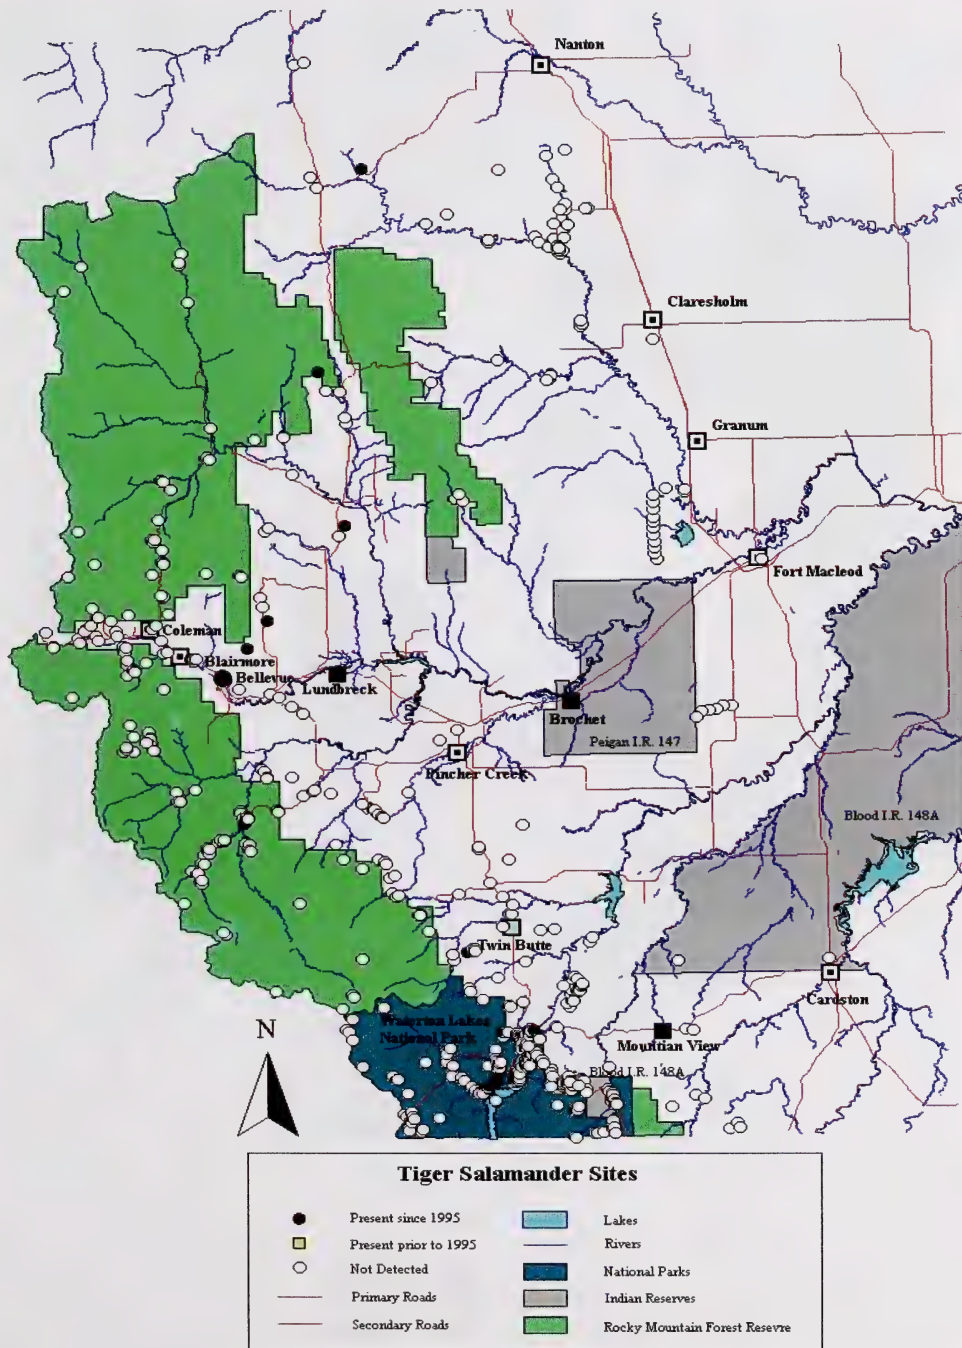 Nanton
Claresholm
Granum
Fort Macleod
Coleman
Blairmore
Bellevue
Lundbreck
Brocket
Peigan I.R. 147
Pincher Creek
Blood I.R. 148A
Twin Butte
Cardston
N
Waterton Lakes
National Park
Mountian View
Blood I.R. 148A
Tiger Salamander Sites
Present since 1995
Present prior to 1995
Not Detected
Primary Roads
Secondary Roads
Lakes
Rivers
National Parks
Indian Reserves
Rocky Mountain Forest Resevre